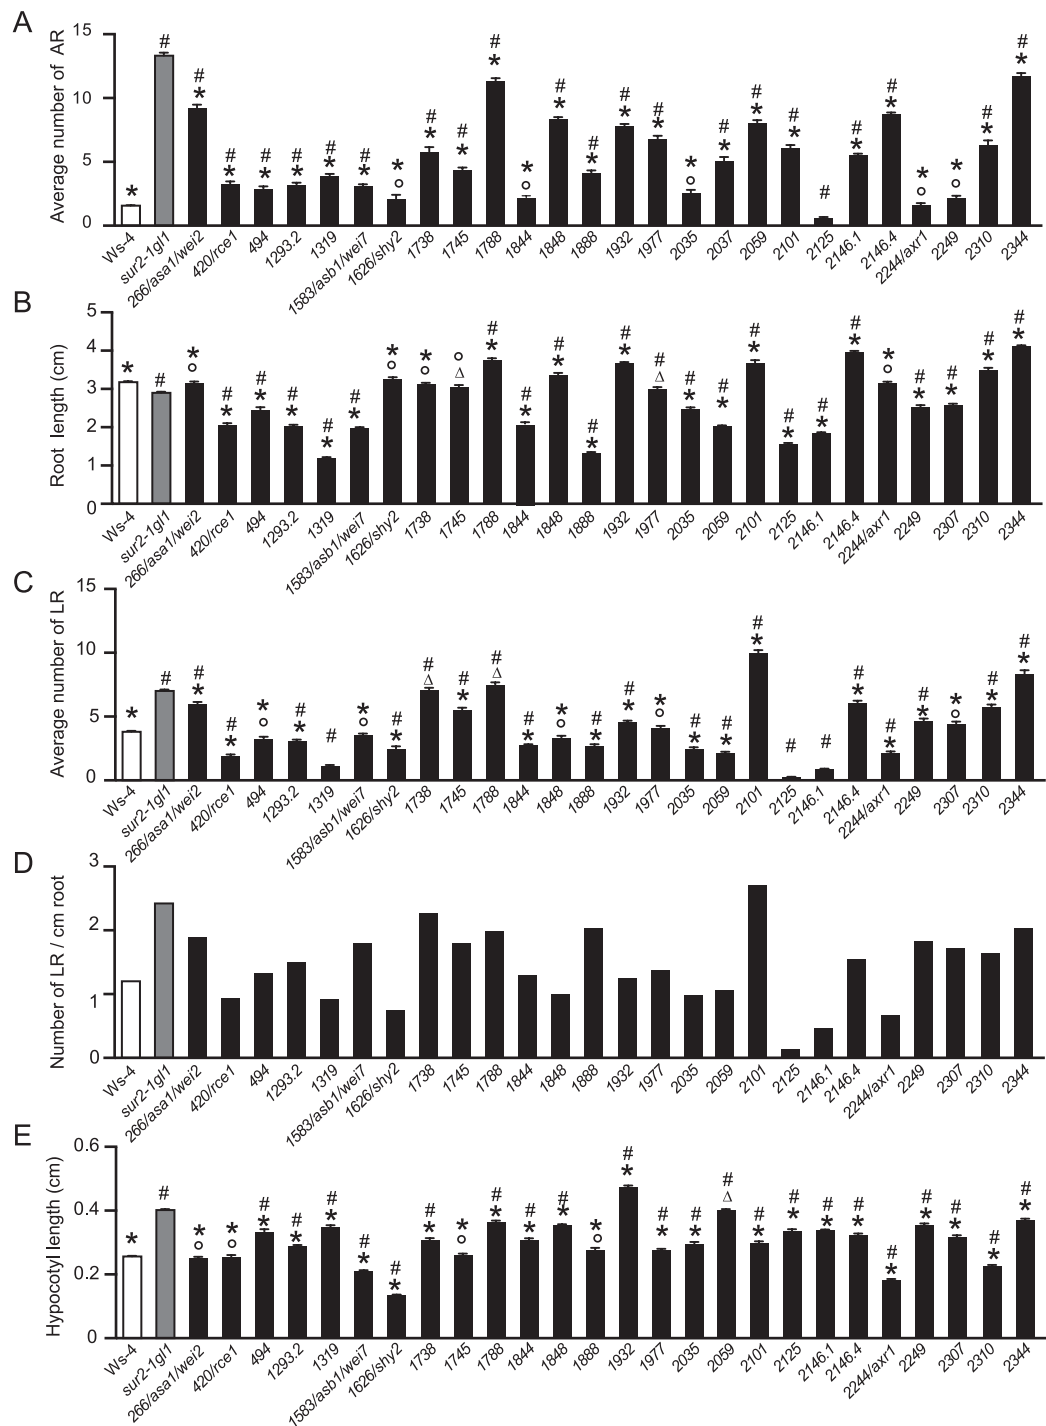 A
Average number of AR
15
10
5
0
# # # # # # # # # # # # # # # # # # # # # # #
* * * * * * * * * * * * * * * * * * * * * * * * * *
Ws-4 sur2-1gl1 266/asa1/wei2 420/rce1 494 1293.2 1319 1583/asb1/wei7 1626/shy2 1738 1745 1788 1844 1848 1888 1932 1977 2035 2037 2059 2101 2125 2146.1 2146.4 2244/axr1 2249 2310 2344
B
Root length (cm)
5
4
3
2
1
0
Ws-4 sur2-1gl1 266/asa1/wei2 420/rce1 494 1293.2 1319 1583/asb1/wei7 1626/shy2 1738 1745 1788 1844 1848 1888 1932 1977 2035 2059 2101 2125 2146.1 2146.4 2244/axr1 2249 2307 2310 2344
C
Average number of LR
15
10
5
0
Ws-4 sur2-1gl1 266/asa1/wei2 420/rce1 494 1293.2 1319 1583/asb1/wei7 1626/shy2 1738 1745 1788 1844 1848 1888 1932 1977 2035 2059 2101 2125 2146.1 2146.4 2244/axr1 2249 2307 2310 2344
D
Number of LR / cm root
3
2
1
0
Ws-4 sur2-1gl1 266/asa1/wei2 420/rce1 494 1293.2 1319 1583/asb1/wei7 1626/shy2 1738 1745 1788 1844 1848 1888 1932 1977 2035 2059 2101 2125 2146.1 2146.4 2244/axr1 2249 2307 2310 2344
E
Hypocotyl length (cm)
0.6
0.4
0.2
0
Ws-4 sur2-1gl1 266/asa1/wei2 420/rce1 494 1293.2 1319 1583/asb1/wei7 1626/shy2 1738 1745 1788 1844 1848 1888 1932 1977 2035 2059 2101 2125 2146.1 2146.4 2244/axr1 2249 2307 2310 2344